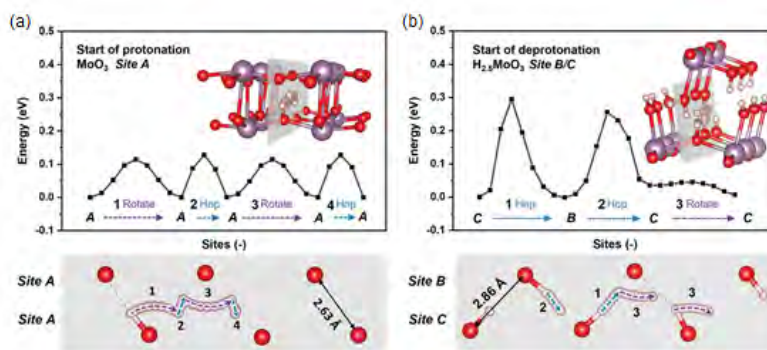 (a)
Start of protonation
MoO₃ Site A
Energy (eV)
0.5
0.4
0.3
0.2
0.1
0.0
-0.1
1 Rotate
2 Hop
3 Rotate
4 Hop
A A A A A
Sites (-)
Site A
Site A
1
2
3
4
2.63 Å
(b)
Start of deprotonation
H₂.₅MoO₃ Site B/C
Energy (eV)
0.5
0.4
0.3
0.2
0.1
0.0
-0.1
1 Hop
2 Hop
3 Rotate
C B C C
Sites (-)
Site B
Site C
2.86 Å
2
1
3
3